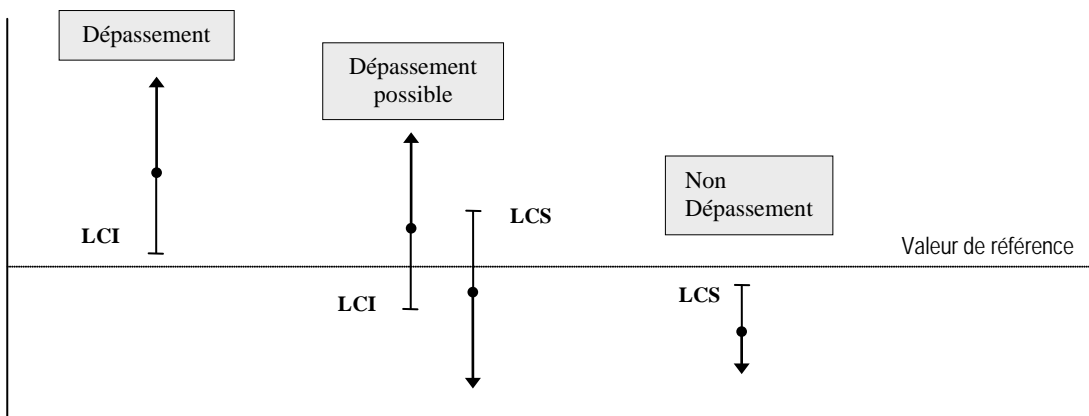 Dépassement
Dépassement
possible
Non
Dépassement
LCI
LCS
Valeur de référence
LCI
LCS